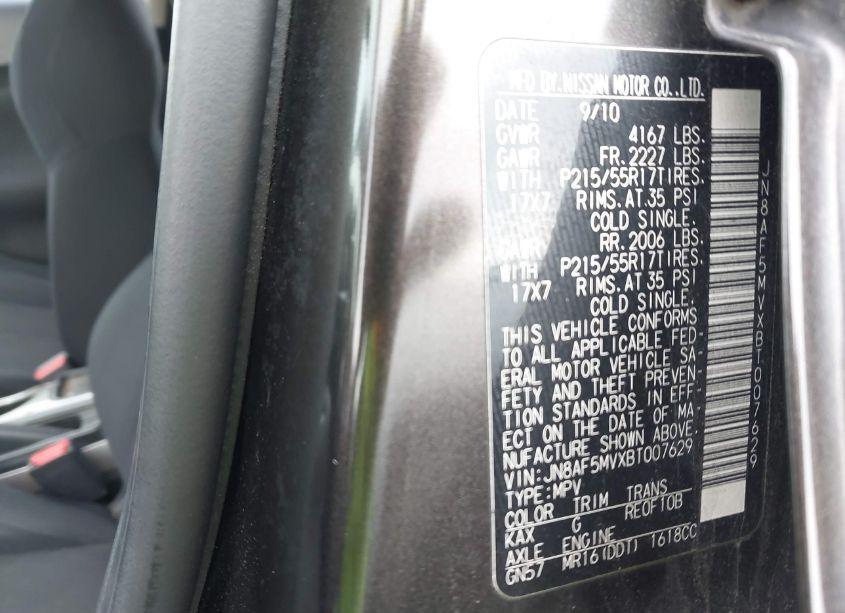 MFD BY.NISSAN MOTOR CO.,LTD.
DATE 9/10
GVWR 4167 LBS.
GAWR FR. 2227 LBS.
WITH P215/55R17TIRES.
17X7 RIMS.AT.35 PSI
COLD SINGLE.
GAWR RR. 2006 LBS.
WITH P215/55R17TIRES.
17X7 RIMS.AT.35 PSI
COLD SINGLE.
THIS VEHICLE CONFORMS
TO ALL APPLICABLE FED-
ERAL MOTOR VEHICLE SA-
FETY AND THEFT PREVEN-
TION STANDARDS IN EFF-
ECT ON THE DATE OF MA-
NUFACTURE SHOWN ABOVE.
VIN:JN8AF5MVXBT007629
TYPE:MPV
COLOR TRIM TRANS
KAX G RE0F10B
AXLE ENGINE
GN57 MR16(DDT) 1618CC
JN8AF5MVXBT007629